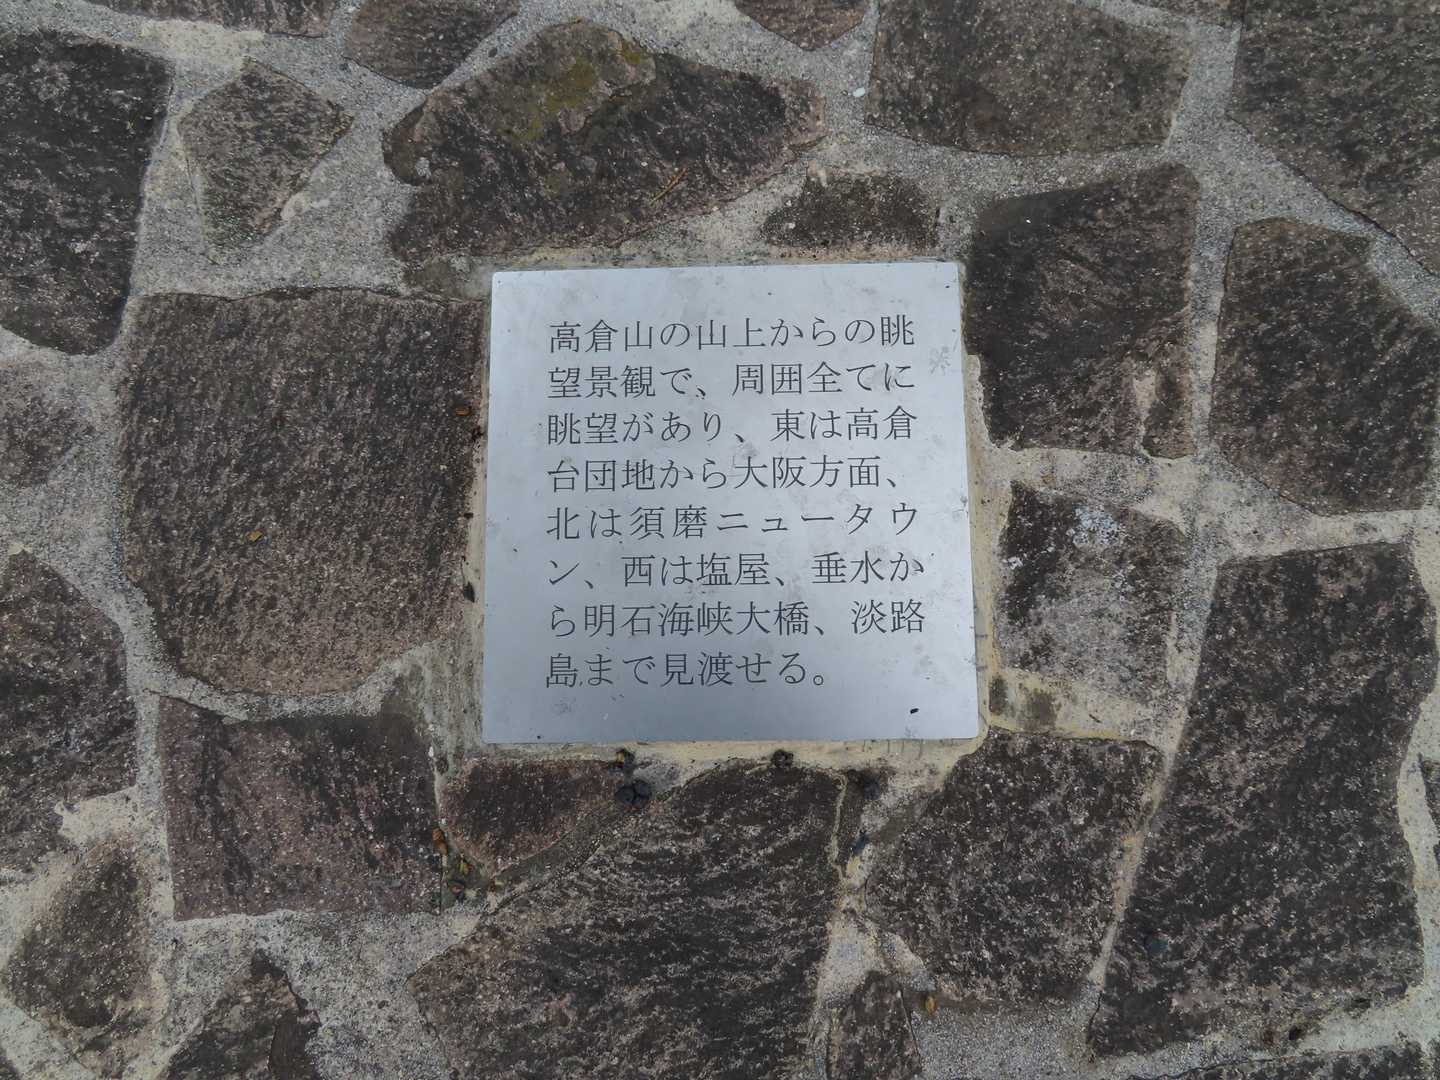 高倉山の山上からの眺
望景観で、周囲全てに
眺望があり、東は高倉
台団地から大阪方面、
北は須磨ニュータウ
ン、西は塩屋、垂水か
ら明石海峡大橋、淡路
島まで見渡せる。